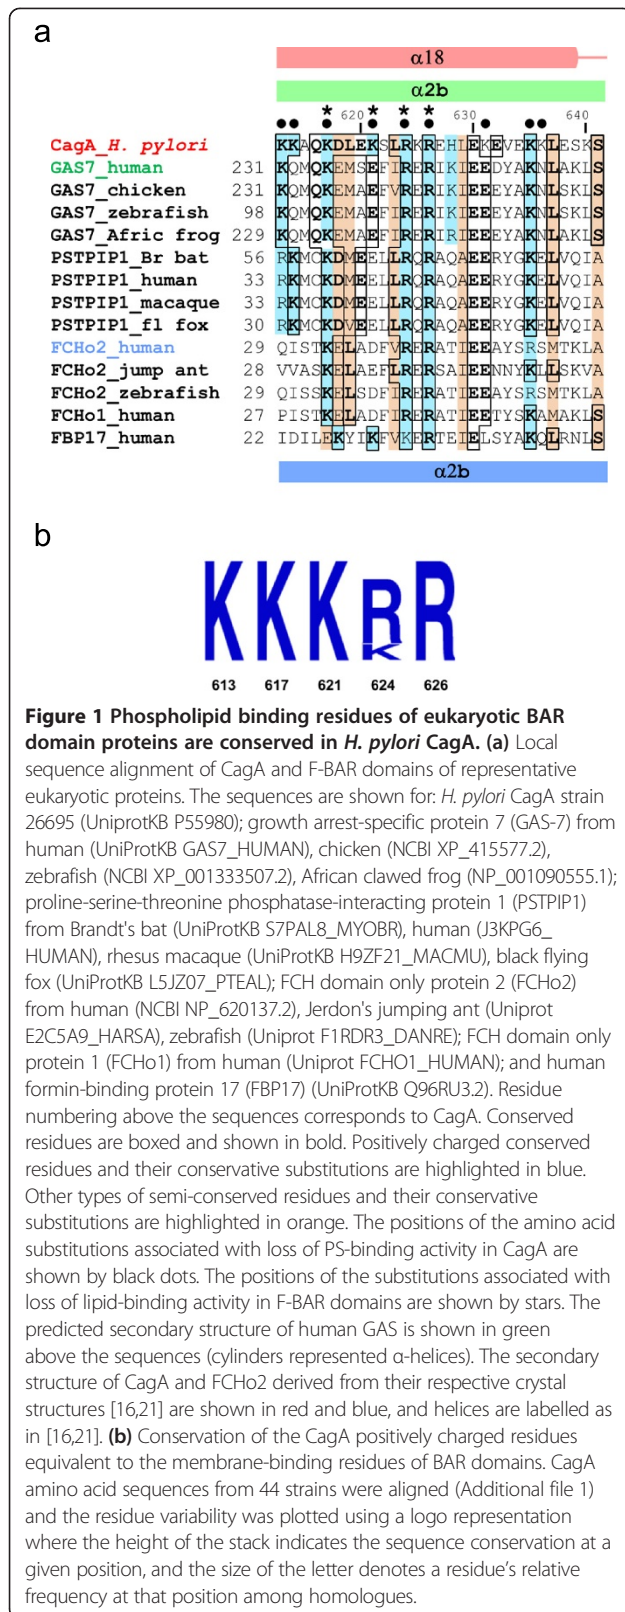 a
α18
α2b
* * * *
620 630 640
CagA_H. pylori KKAQKDLEKSLRKREHLEKEVEKKLESKS
GAS7_human 231 KQMQKEMSEFIRERIKIEEDYAKNLAKLS
GAS7_chicken 231 KQMQKEMAEFVRERIKIEEEYAKNLSKLS
GAS7_zebrafish 98 KQMQKEMAEFIRERIKIEEEYAKNLSKLS
GAS7_Afric frog 229 KQMQKEMSEFIRERIRIEEEYAKNLAKLS
PSTPIP1_Br bat 56 RKMCKDMEELLRQRAQAEERYGKELVQIA
PSTPIP1_human 33 RKMCKDMEELLRQRAQAEERYGKELVQIA
PSTPIP1_macaque 33 RKMCKDMEELLRQRAQAEERYGKELVQIA
PSTPIP1_fl fox 30 RKMCKDVEELLRQRAQAEERYGKELVQIA
FCHo2_human 29 QISTKELADFVRERATIEEAYSRSMTKLA
FCHo2_jump ant 28 VVASKLAEFLRERSAIEENNYKLLSKVA
FCHo2_zebrafish 29 QISSKELSDFIRERATIEEAYSRSMTKLA
FCHo1_human 27 PISTKELADFIRERATIEETYSKAMAKLS
FBP17_human 22 IDILEKYIKFVKERTEIELSYAKQLRNLS
α2b
b
KKKRR
K
613 617 621 624 626
Figure 1 Phospholipid binding residues of eukaryotic BAR
domain proteins are conserved in H. pylori CagA. (a) Local
sequence alignment of CagA and F-BAR domains of representative
eukaryotic proteins. The sequences are shown for: H. pylori CagA strain
26695 (UniprotKB P55980); growth arrest-specific protein 7 (GAS-7) from
human (UniProtKB GAS7_HUMAN), chicken (NCBI XP_415577.2),
zebrafish (NCBI XP_001333507.2), African clawed frog (NP_001090555.1);
proline-serine-threonine phosphatase-interacting protein 1 (PSTPIP1)
from Brandt's bat (UniProtKB S7PAL8_MYOBR), human (J3KPG6_
HUMAN), rhesus macaque (UniProtKB H9ZF21_MACMU), black flying
fox (UniProtKB L5JZ07_PTEAL); FCH domain only protein 2 (FCHo2)
from human (NCBI NP_620137.2), Jerdon's jumping ant (Uniprot
E2C5A9_HARSA), zebrafish (Uniprot F1RDR3_DANRE); FCH domain only
protein 1 (FCHo1) from human (Uniprot FCHO1_HUMAN); and human
formin-binding protein 17 (FBP17) (UniProtKB Q96RU3.2). Residue
numbering above the sequences corresponds to CagA. Conserved
residues are boxed and shown in bold. Positively charged conserved
residues and their conservative substitutions are highlighted in blue.
Other types of semi-conserved residues and their conservative
substitutions are highlighted in orange. The positions of the amino acid
substitutions associated with loss of PS-binding activity in CagA are
shown by black dots. The positions of the substitutions associated with
loss of lipid-binding activity in F-BAR domains are shown by stars. The
predicted secondary structure of human GAS is shown in green
above the sequences (cylinders represented α-helices). The secondary
structure of CagA and FCHo2 derived from their respective crystal
structures [16,21] are shown in red and blue, and helices are labelled as
in [16,21]. (b) Conservation of the CagA positively charged residues
equivalent to the membrane-binding residues of BAR domains. CagA
amino acid sequences from 44 strains were aligned (Additional file 1)
and the residue variability was plotted using a logo representation
where the height of the stack indicates the sequence conservation at a
given position, and the size of the letter denotes a residue's relative
frequency at that position among homologues.